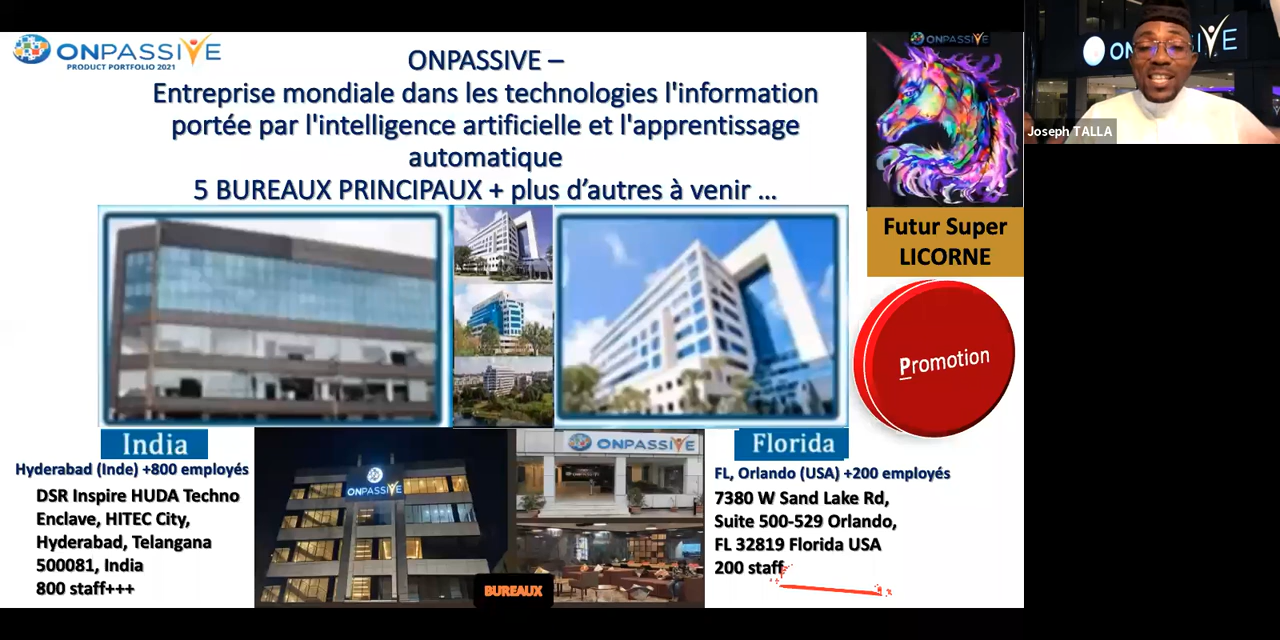 ONPASSIVE
PRODUCT PORTFOLIO 2021
ONPASSIVE –
Entreprise mondiale dans les technologies l'information
portée par l'intelligence artificielle et l'apprentissage
automatique
5 BUREAUX PRINCIPAUX + plus d’autres à venir ...
ONPASSIVE
Futur Super
LICORNE
Promotion
ONPASSIVE
Joseph TALLA
India
Hyderabad (Inde) +800 employés
DSR Inspire HUDA Techno
Enclave, HITEC City,
Hyderabad, Telangana
500081, India
800 staff+++
ONPASSIVE
ONPASSIVE
BUREAUX
Florida
FL, Orlando (USA) +200 employés
7380 W Sand Lake Rd,
Suite 500-529 Orlando,
FL 32819 Florida USA
200 staff